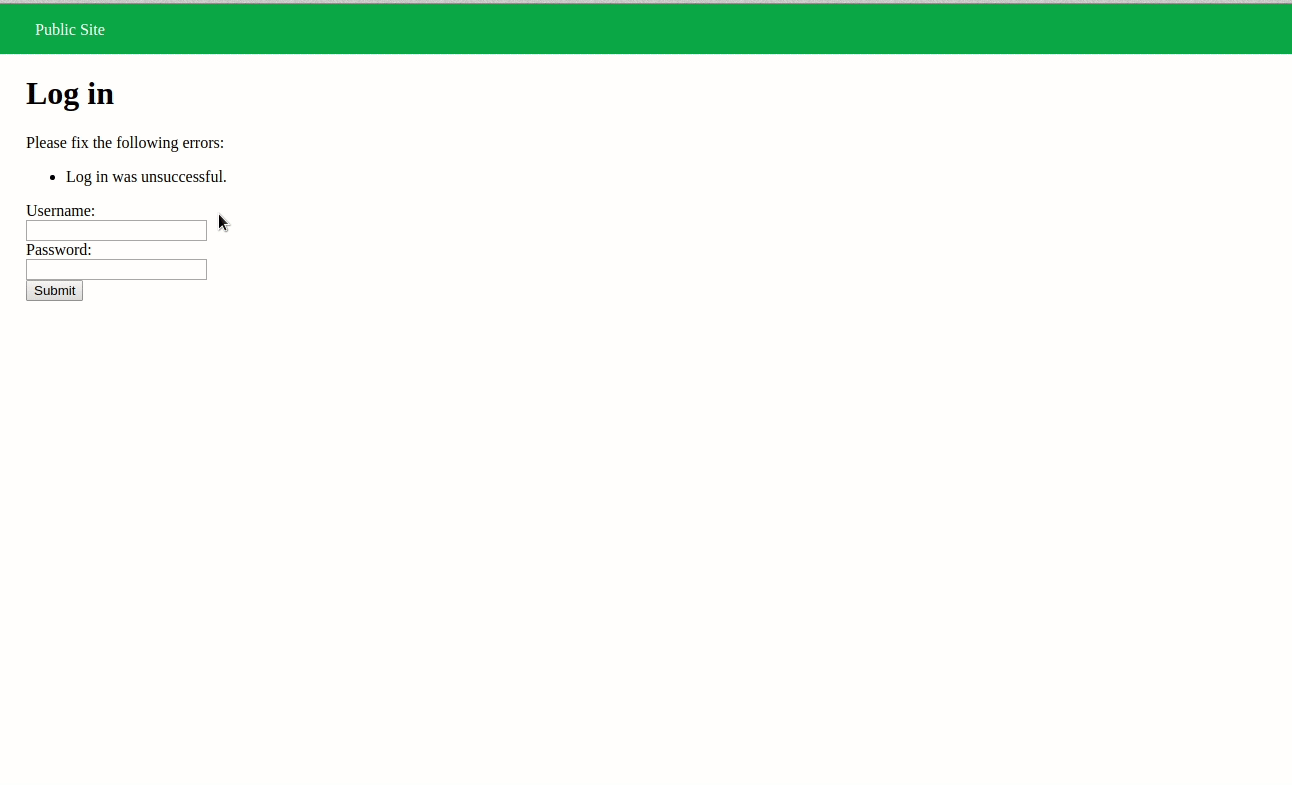 Public Site
Log in
Please fix the following errors:
Log in was unsuccessful.
Username:
Password:
Submit